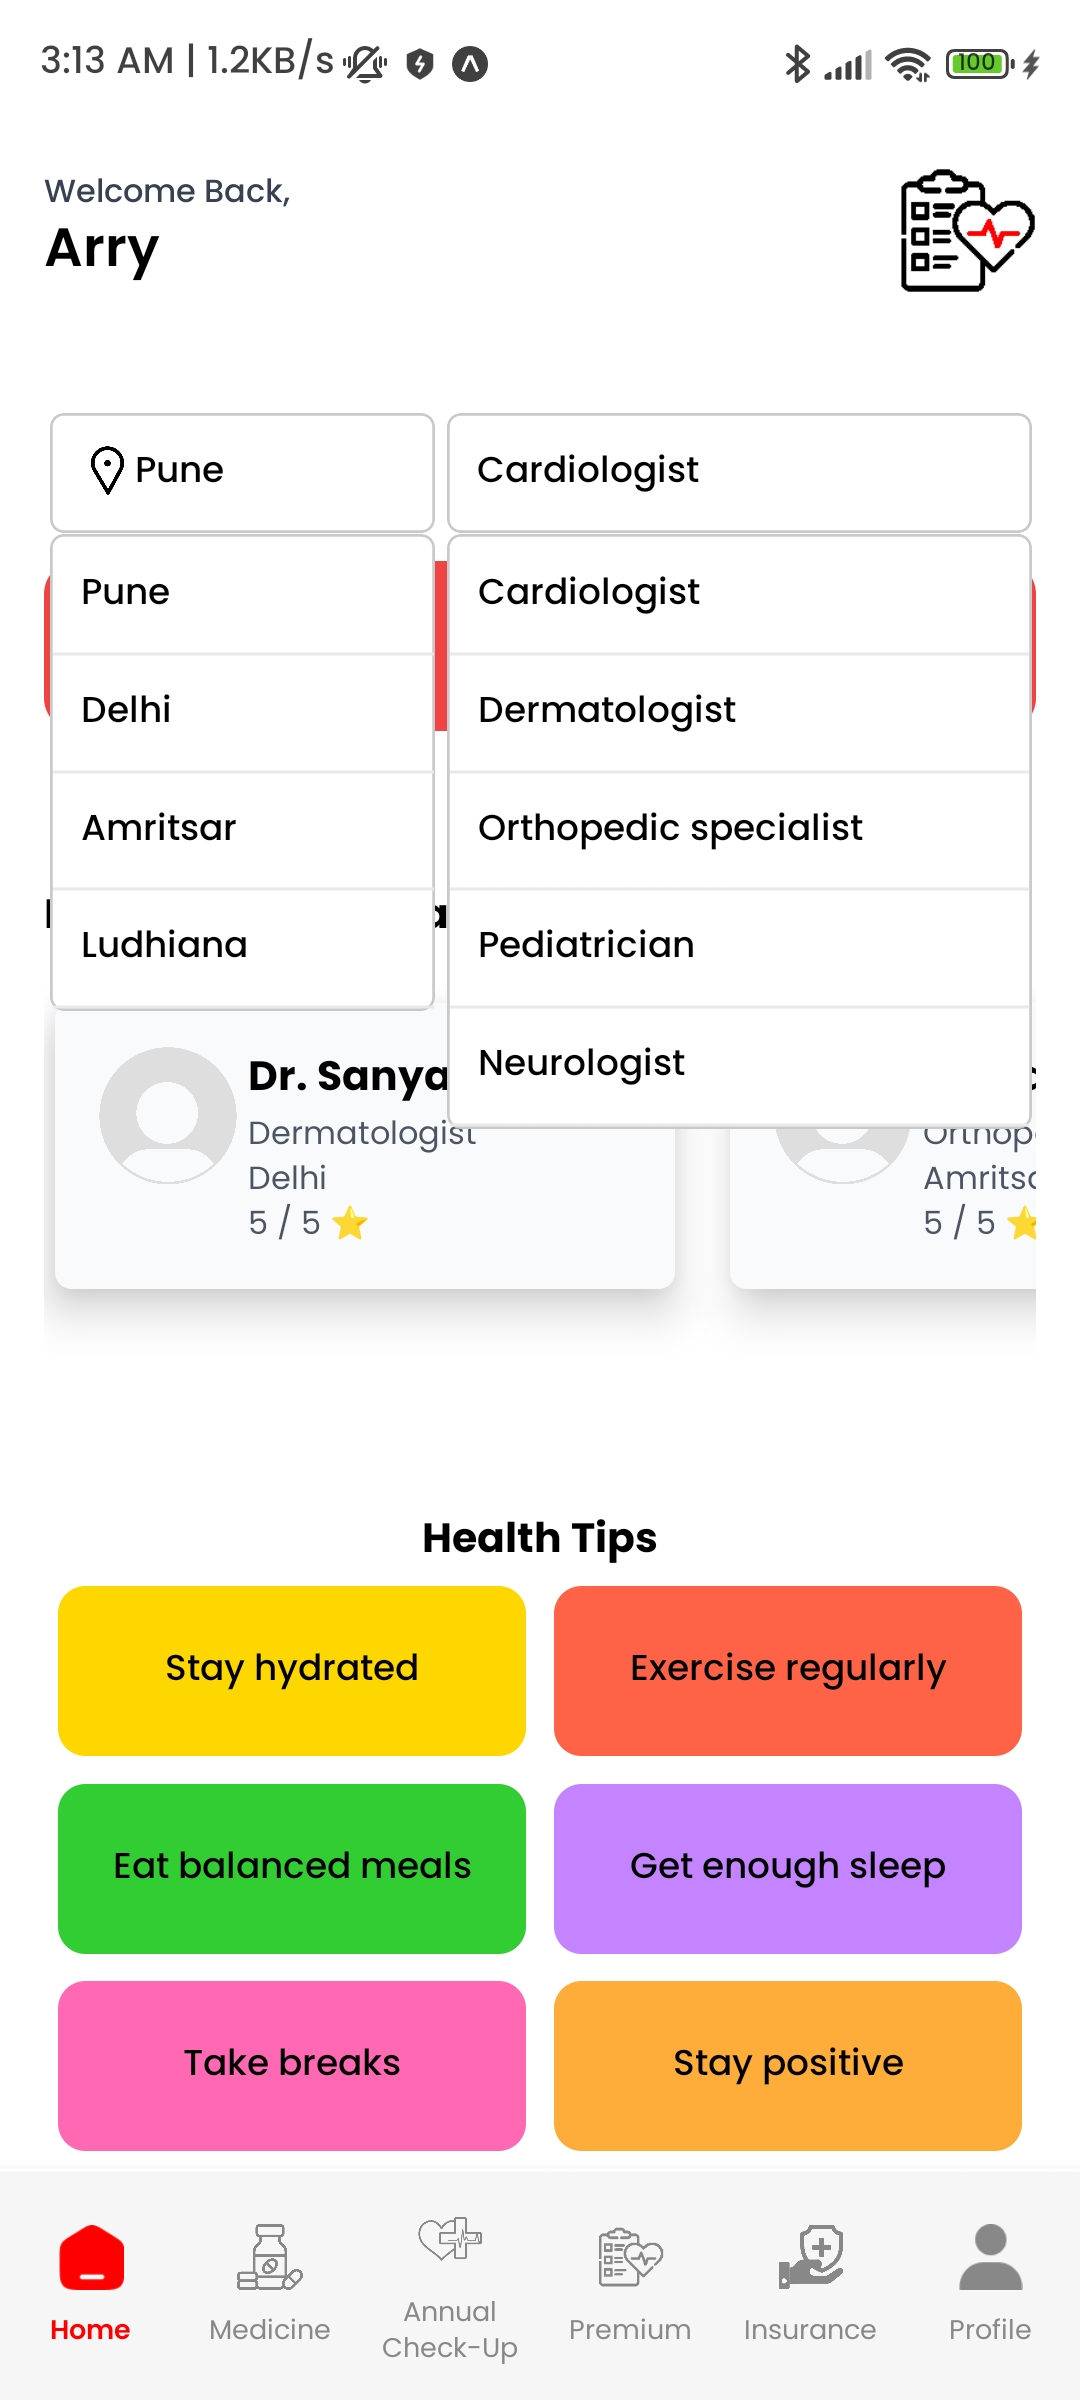 3:13 AM | 1.2KB/s
100
Welcome Back,
Arry
Pune
Cardiologist
Pune
Delhi
Amritsar
Ludhiana
Cardiologist
Dermatologist
Orthopedic specialist
Pediatrician
Neurologist
Dr. Sanya
Dermatologist
Delhi
5 / 5 ⭐
5 / 5 ⭐
Health Tips
Stay hydrated
Exercise regularly
Eat balanced meals
Get enough sleep
Take breaks
Stay positive
Home
Medicine
Annual
Check-Up
Premium
Insurance
Profile